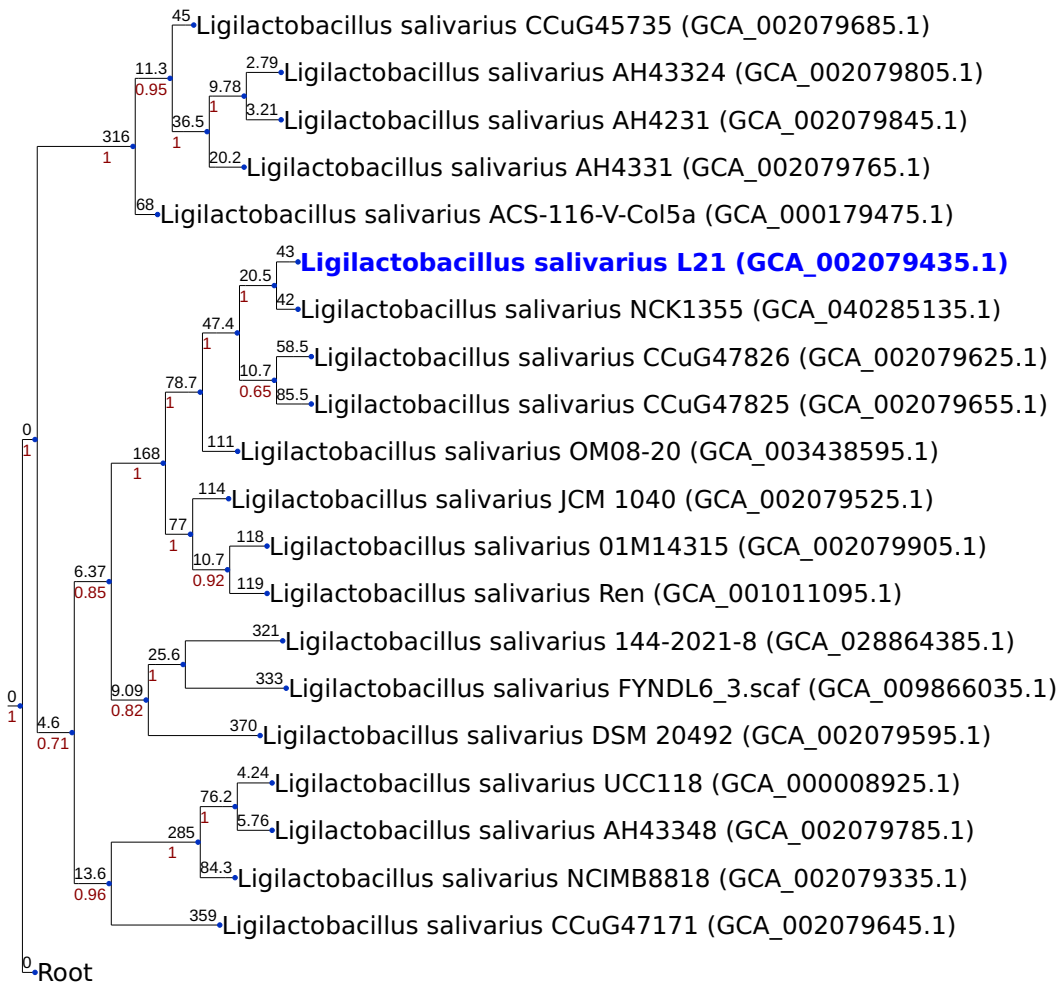 45
Ligilactobacillus salivarius CCuG45735 (GCA_002079685.1)
11.3
0.95
2.79
Ligilactobacillus salivarius AH43324 (GCA_002079805.1)
9.78
1
3.21
Ligilactobacillus salivarius AH4231 (GCA_002079845.1)
36.5
1
20.2
Ligilactobacillus salivarius AH4331 (GCA_002079765.1)
316
1
68
Ligilactobacillus salivarius ACS-116-V-Col5a (GCA_000179475.1)
43
Ligilactobacillus salivarius L21 (GCA_002079435.1)
20.5
1
42
Ligilactobacillus salivarius NCK1355 (GCA_040285135.1)
47.4
1
58.5
Ligilactobacillus salivarius CCuG47826 (GCA_002079625.1)
10.7
0.65
85.5
Ligilactobacillus salivarius CCuG47825 (GCA_002079655.1)
78.7
1
111
Ligilactobacillus salivarius OM08-20 (GCA_003438595.1)
0
1
168
1
114
Ligilactobacillus salivarius JCM 1040 (GCA_002079525.1)
77
1
118
Ligilactobacillus salivarius 01M14315 (GCA_002079905.1)
10.7
0.92
119
Ligilactobacillus salivarius Ren (GCA_001011095.1)
6.37
0.85
321
Ligilactobacillus salivarius 144-2021-8 (GCA_028864385.1)
25.6
1
333
Ligilactobacillus salivarius FYNDL6_3.scaf (GCA_009866035.1)
9.09
0.82
0
1
4.6
0.71
370
Ligilactobacillus salivarius DSM 20492 (GCA_002079595.1)
4.24
Ligilactobacillus salivarius UCC118 (GCA_000008925.1)
76.2
1
5.76
Ligilactobacillus salivarius AH43348 (GCA_002079785.1)
285
1
84.3
Ligilactobacillus salivarius NCIMB8818 (GCA_002079335.1)
13.6
0.96
359
Ligilactobacillus salivarius CCuG47171 (GCA_002079645.1)
0
Root